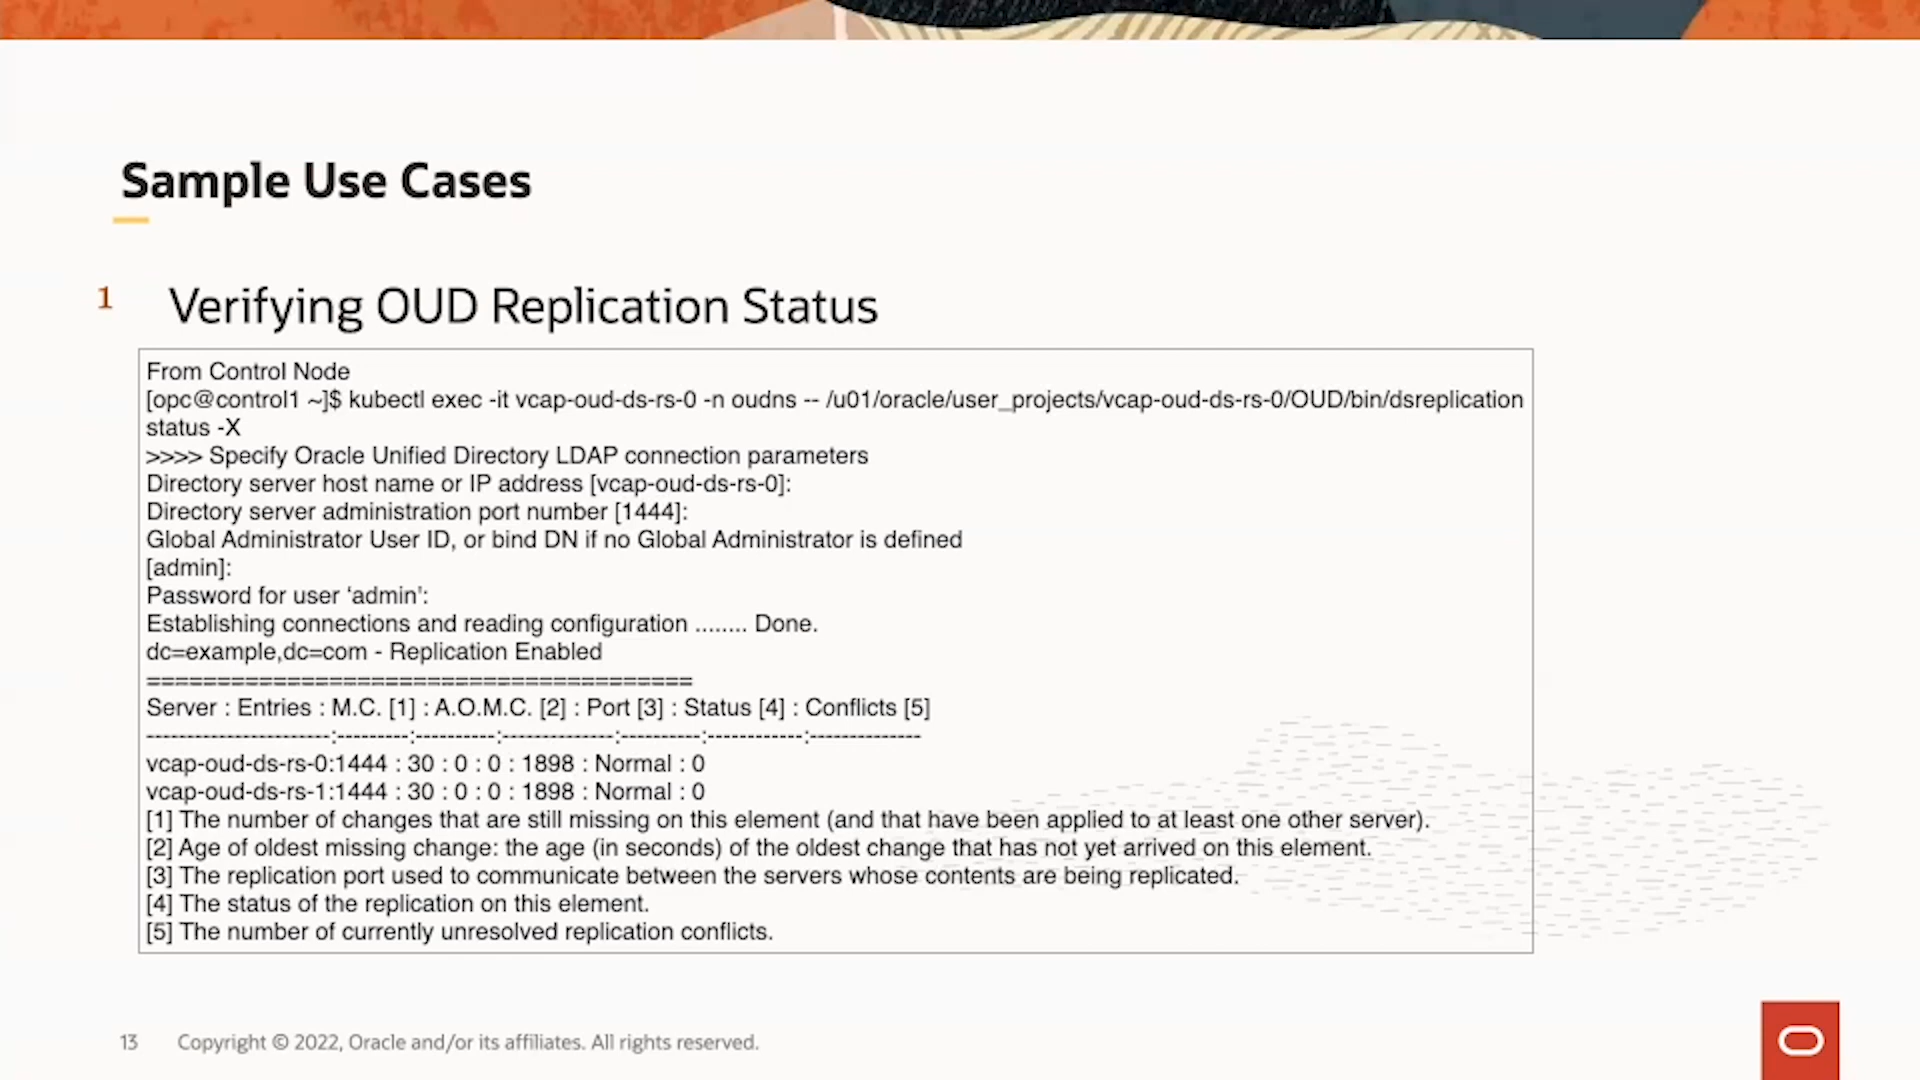 Sample Use Cases
1 Verifying OUD Replication Status
From Control Node
[opc@control1 ~]$ kubectl exec -it vcap-oud-ds-rs-0 -n oudns -- /u01/oracle/user_projects/vcap-oud-ds-rs-0/OUD/bin/dsreplication
status -X
>>>> Specify Oracle Unified Directory LDAP connection parameters
Directory server host name or IP address [vcap-oud-ds-rs-0]:
Directory server administration port number [1444]:
Global Administrator User ID, or bind DN if no Global Administrator is defined
[admin]:
Password for user ‘admin’:
Establishing connections and reading configuration ........ Done.
dc=example,dc=com - Replication Enabled
=======================================
Server : Entries : M.C. [1] : A.O.M.C. [2] : Port [3] : Status [4] : Conflicts [5]
-----------------------:---------:----------:--------------:----------:------------:--------------
vcap-oud-ds-rs-0:1444 : 30 : 0 : 0 : 1898 : Normal : 0
vcap-oud-ds-rs-1:1444 : 30 : 0 : 0 : 1898 : Normal : 0
[1] The number of changes that are still missing on this element (and that have been applied to at least one other server).
[2] Age of oldest missing change: the age (in seconds) of the oldest change that has not yet arrived on this element.
[3] The replication port used to communicate between the servers whose contents are being replicated.
[4] The status of the replication on this element.
[5] The number of currently unresolved replication conflicts.
13 Copyright © 2022, Oracle and/or its affiliates. All rights reserved.